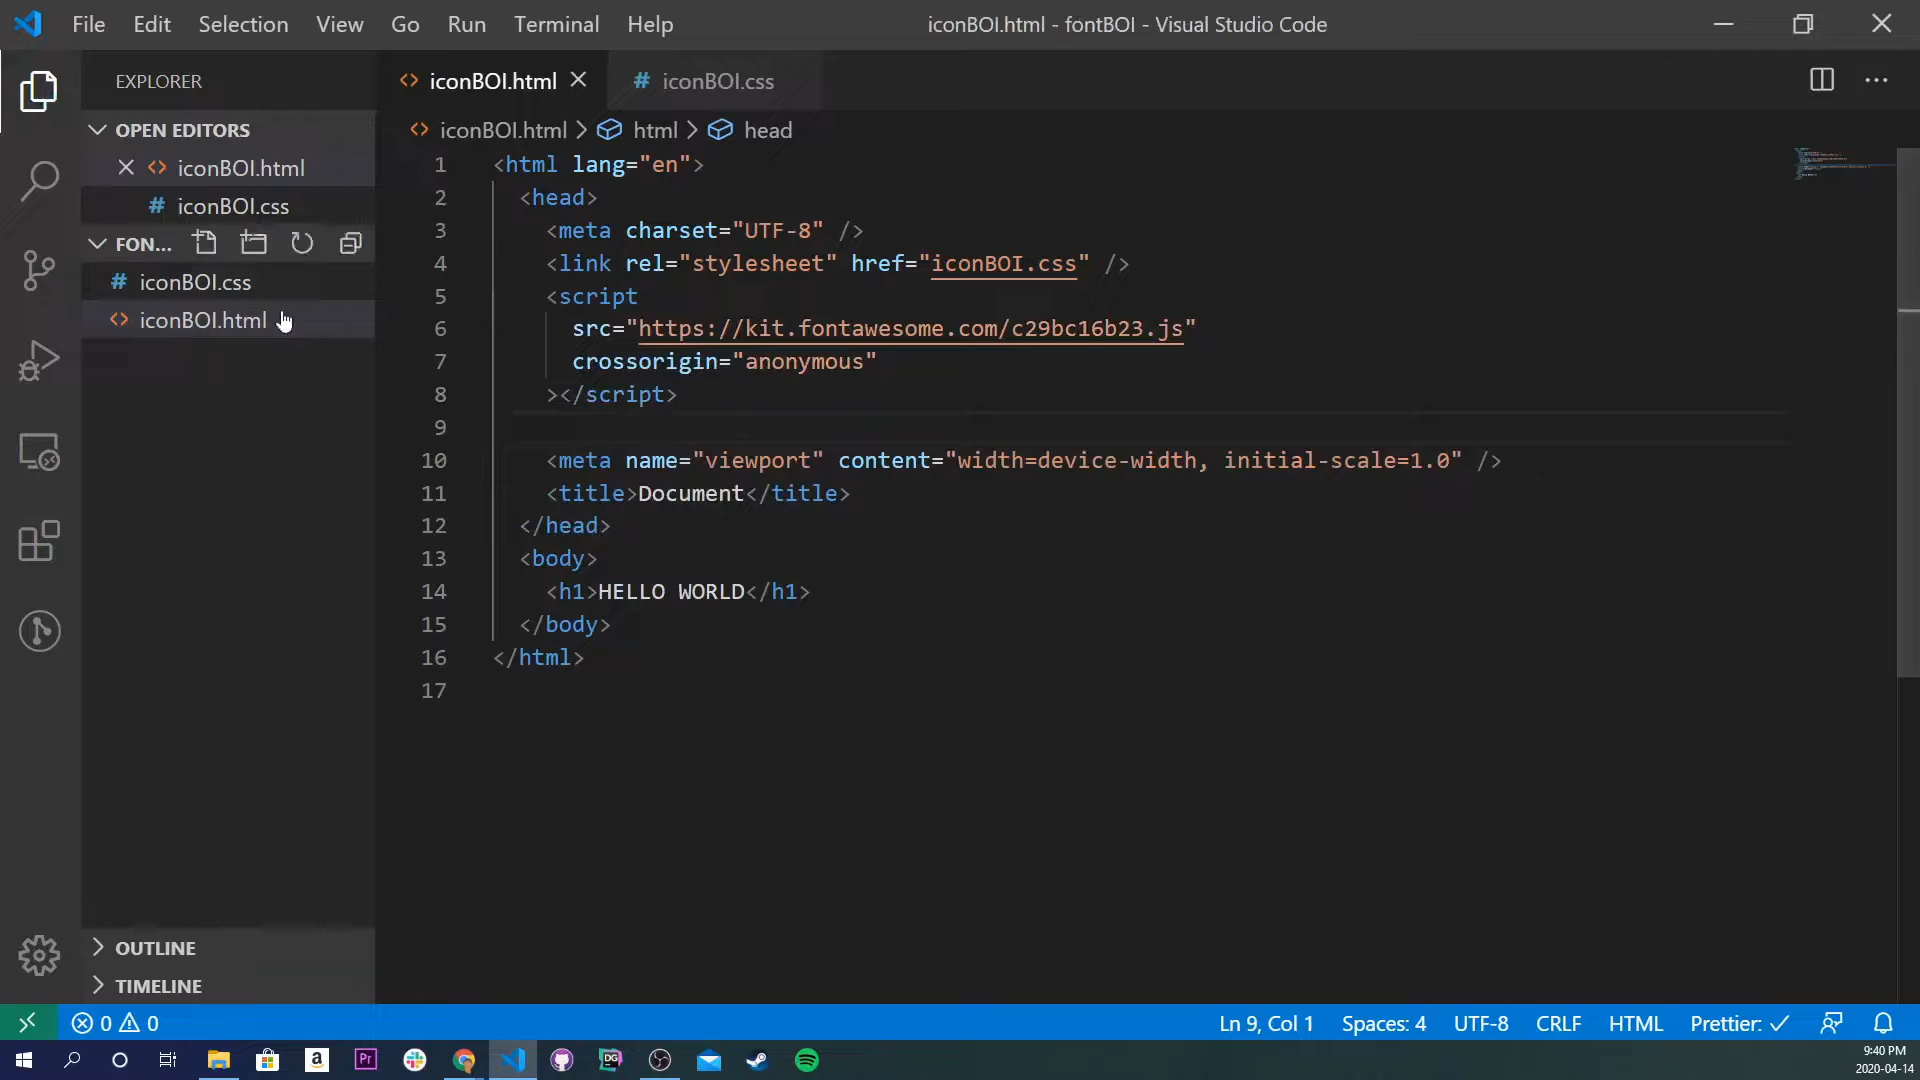 File Edit Selection View Go Run Terminal Help
iconBOI.html - fontBOI - Visual Studio Code
EXPLORER
OPEN EDITORS
iconBOI.html
# iconBOI.css
FON...
# iconBOI.css
iconBOI.html
OUTLINE
TIMELINE
iconBOI.html
# iconBOI.css
iconBOI.html > html > head
1 <html lang="en">
2 <head>
3 <meta charset="UTF-8" />
4 <link rel="stylesheet" href="iconBOI.css" />
5 <script
6 src="https://kit.fontawesome.com/c29bc16b23.js"
7 crossorigin="anonymous"
8 ></script>
9
10 <meta name="viewport" content="width=device-width, initial-scale=1.0" />
11 <title>Document</title>
12 </head>
13 <body>
14 <h1>HELLO WORLD</h1>
15 </body>
16 </html>
17
0 0
Ln 9, Col 1 Spaces: 4 UTF-8 CRLF HTML Prettier: ✓
a Pr DG
9:40 PM
2020-04-14